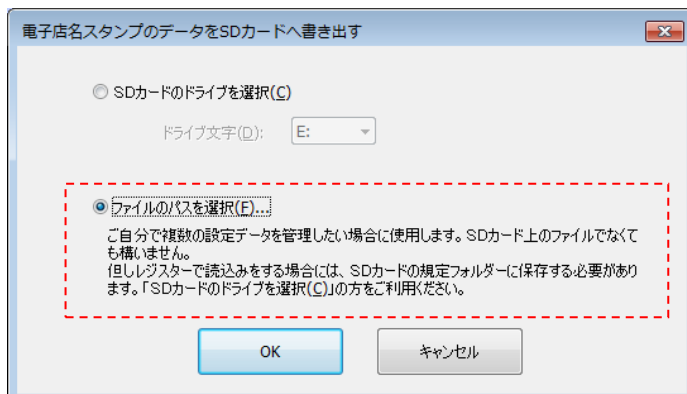 電子店名スタンプのデータをSDカードへ書き出す
SDカードのドライブを選択(C)
ドライブ文字(D): E:
ファイルのパスを選択(F)...
ご自分で複数の設定データを管理したい場合に使用します。SDカード上のファイルでなくて
も構いません。
但しレジスターで読込みをする場合には、SDカードの規定フォルダーに保存する必要があり
ます。「SDカードのドライブを選択(C)」の方をご利用ください。
OK キャンセル